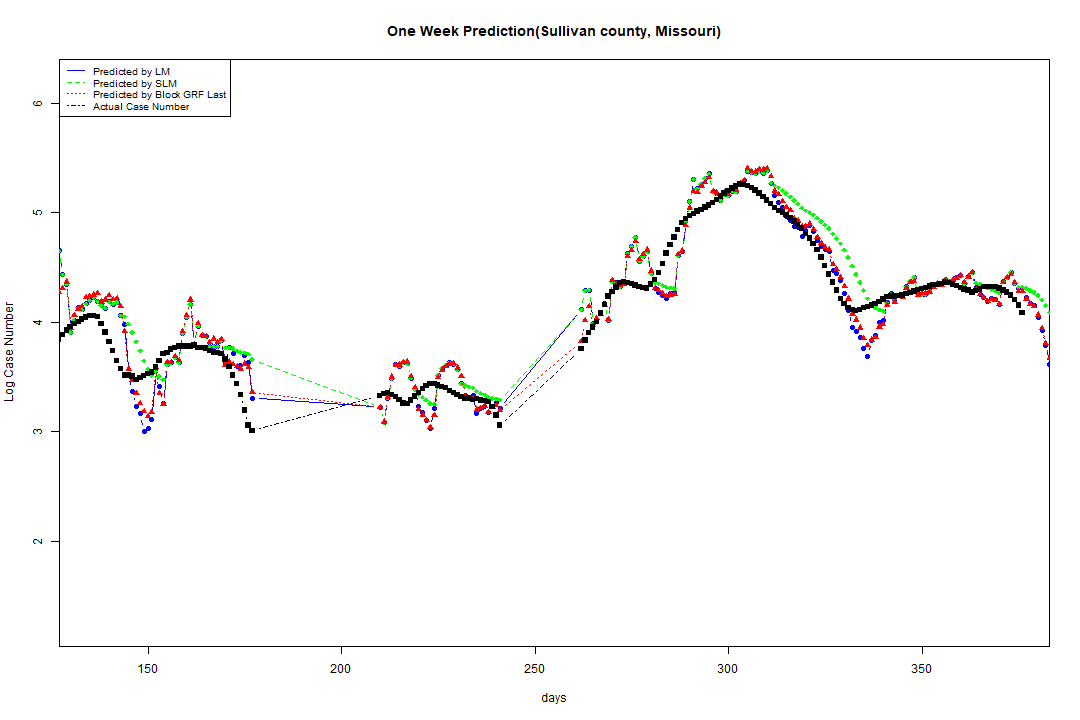 One Week Prediction(Sullivan county, Missouri)
Predicted by LM
Predicted by SLM
Predicted by Block GRF Last
Actual Case Number
6
5
4
3
2
Log Case Number
150
200
250
300
350
days